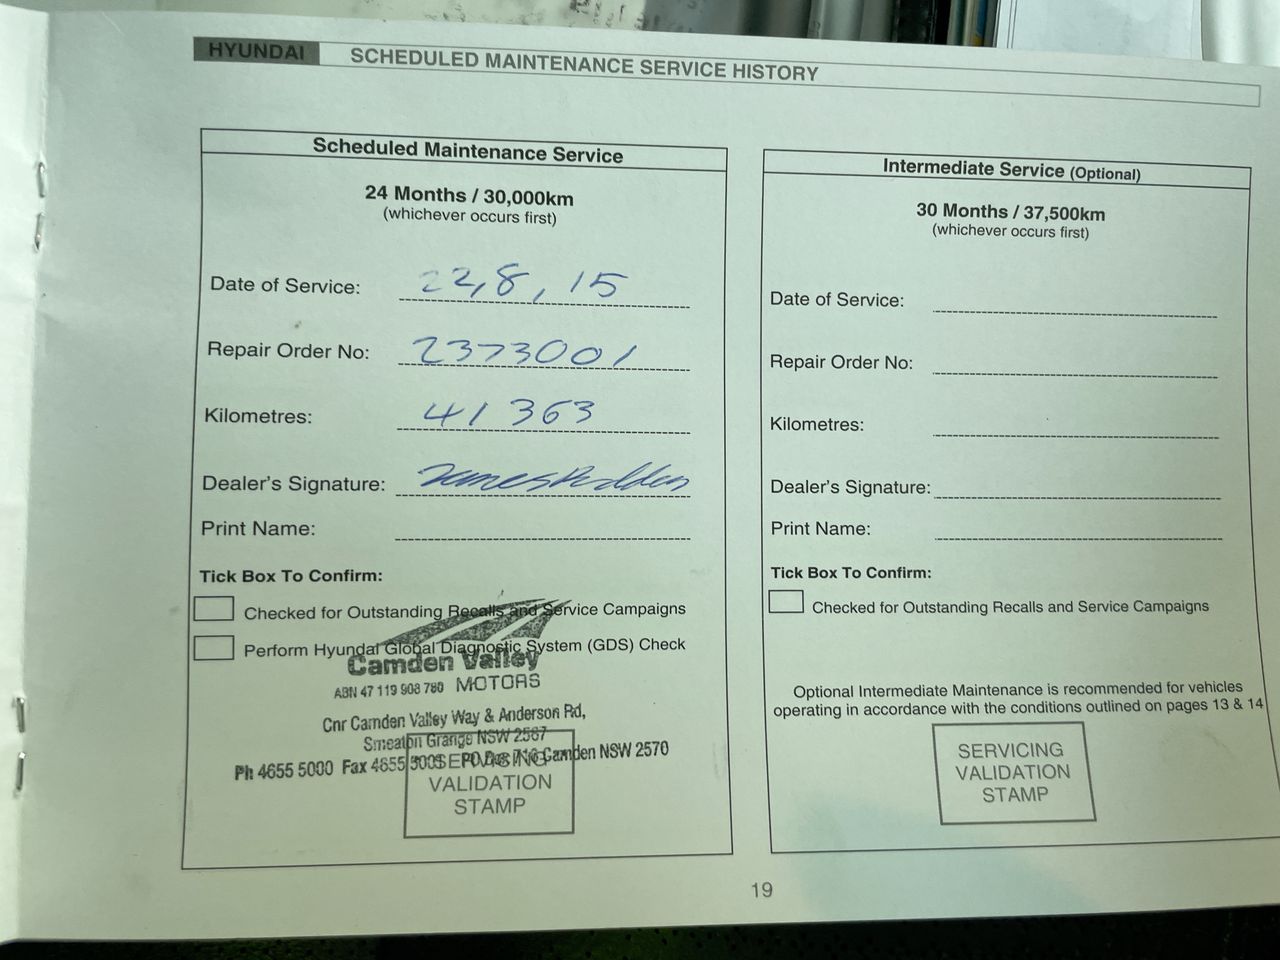 HYUNDAI SCHEDULED MAINTENANCE SERVICE HISTORY
Scheduled Maintenance Service
24 Months / 30,000km
(whichever occurs first)
Date of Service: 22,8,15
Repair Order No: 2373001
Kilometres: 41 363
Dealer's Signature:
Print Name:
Tick Box To Confirm:
Checked for Outstanding Recalls and Service Campaigns
Perform Hyundai Global Diagnostic System (GDS) Check
Camden Valley
ABN 47 119 908 780 MOTORS
Cnr Camden Valley Way & Anderson Rd,
Smeaton Grange NSW 2567
Ph 4655 5000 Fax 4655 PO Camden NSW 2570
SERVICING
VALIDATION
STAMP
Intermediate Service (Optional)
30 Months / 37,500km
(whichever occurs first)
Date of Service:
Repair Order No:
Kilometres:
Dealer's Signature:
Print Name:
Tick Box To Confirm:
Checked for Outstanding Recalls and Service Campaigns
Optional Intermediate Maintenance is recommended for vehicles
operating in accordance with the conditions outlined on pages 13 & 14
SERVICING
VALIDATION
STAMP
19